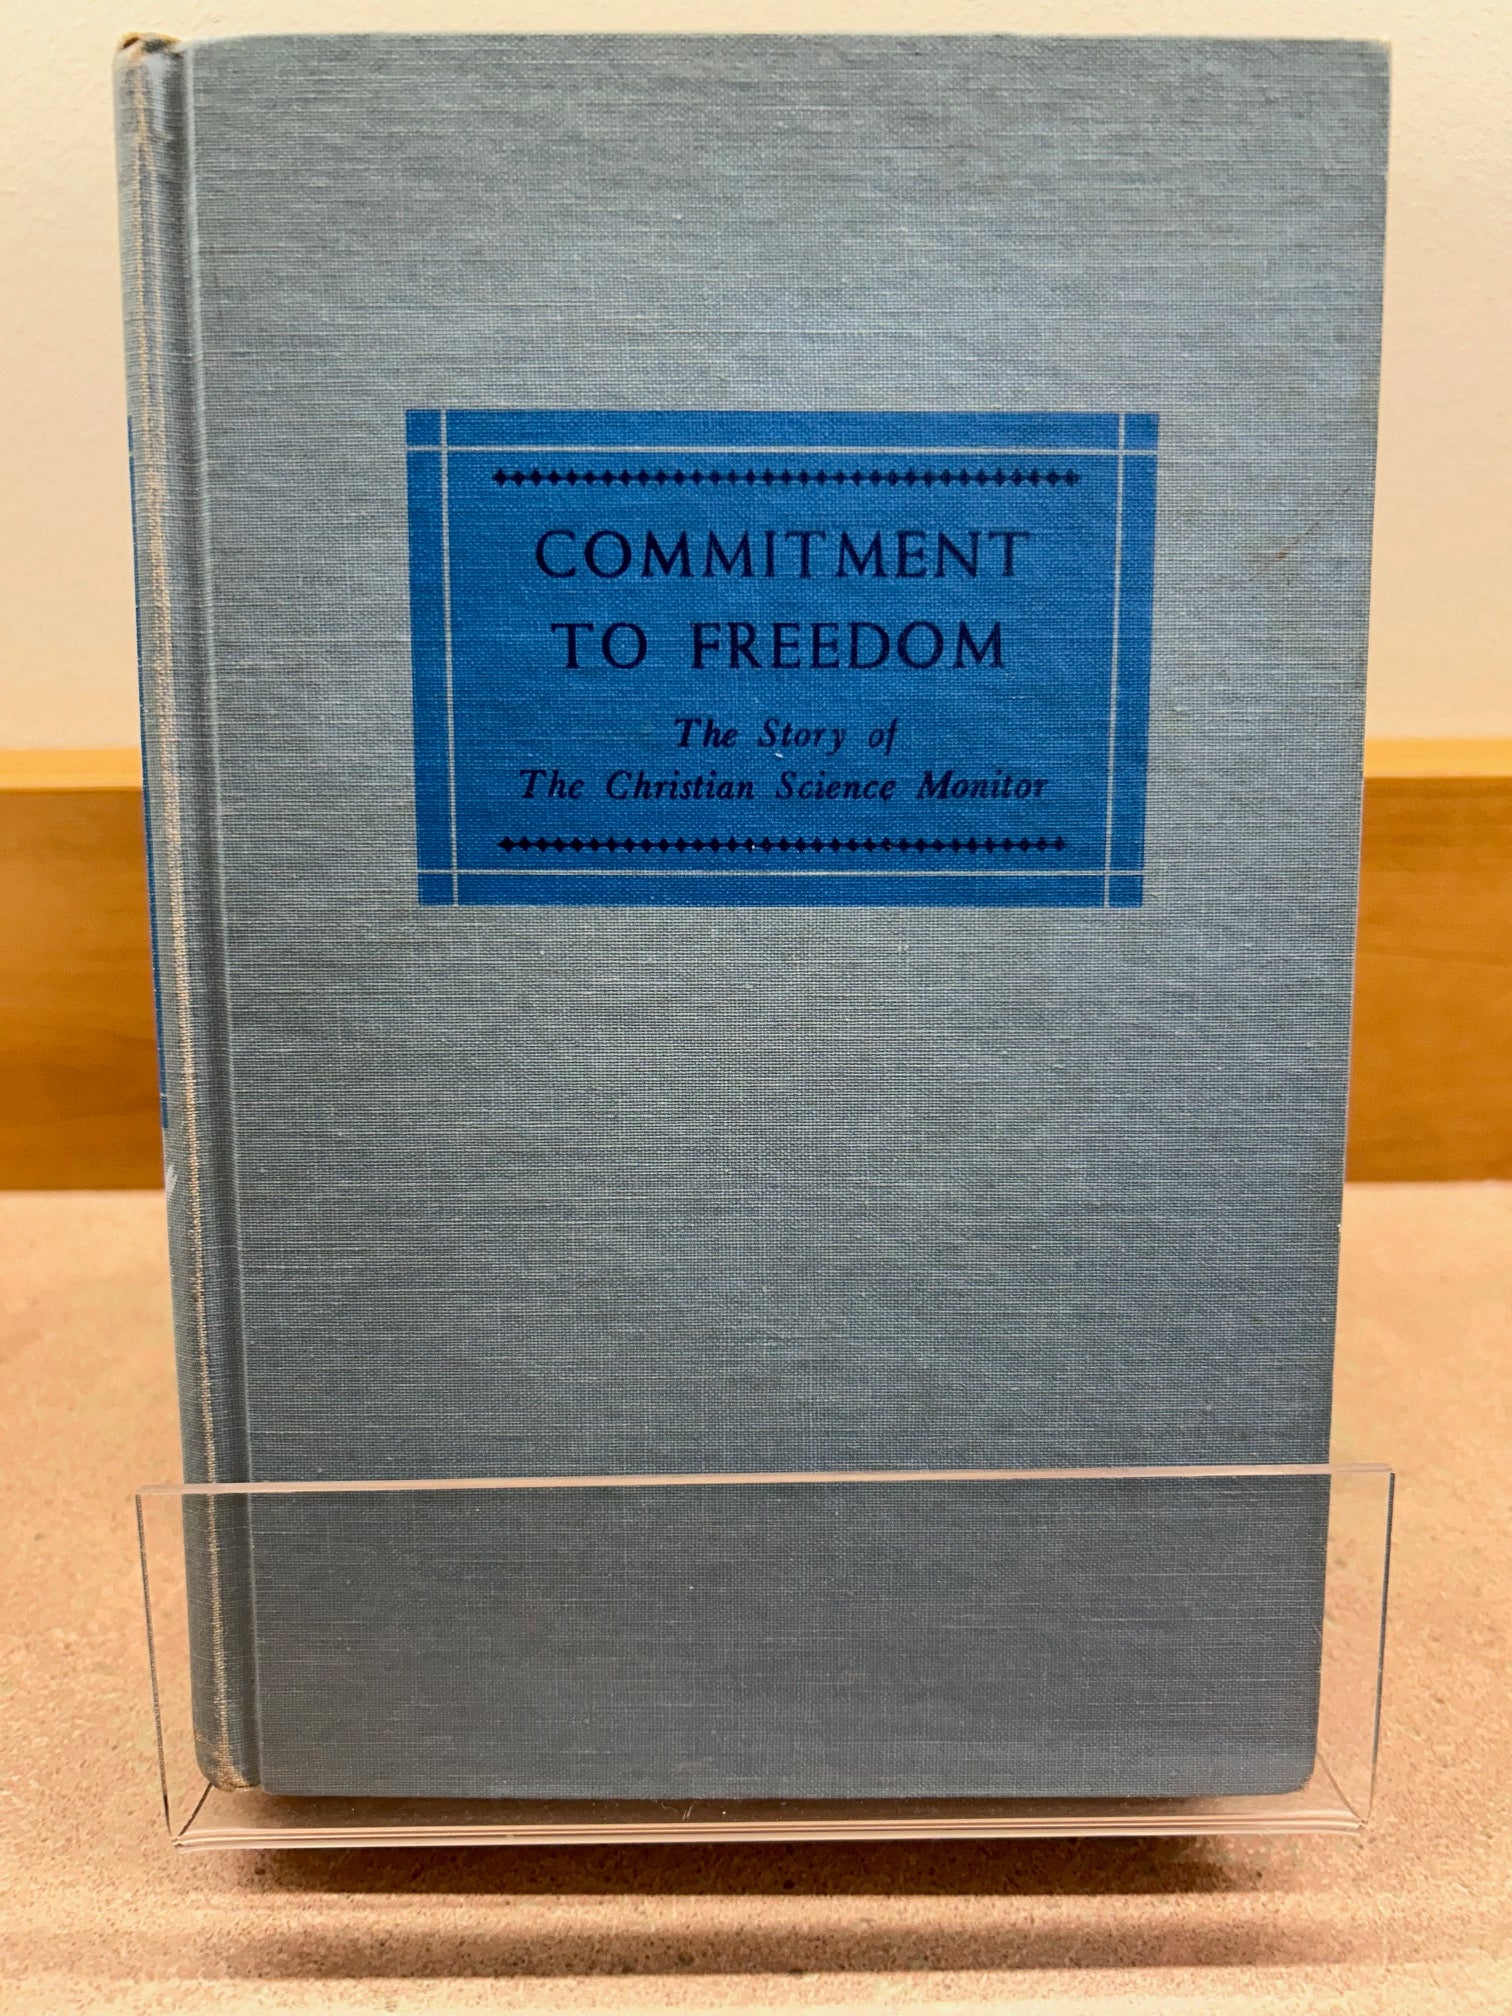 COMMITMENT
TO FREEDOM
The Story of
The Christian Science Monitor